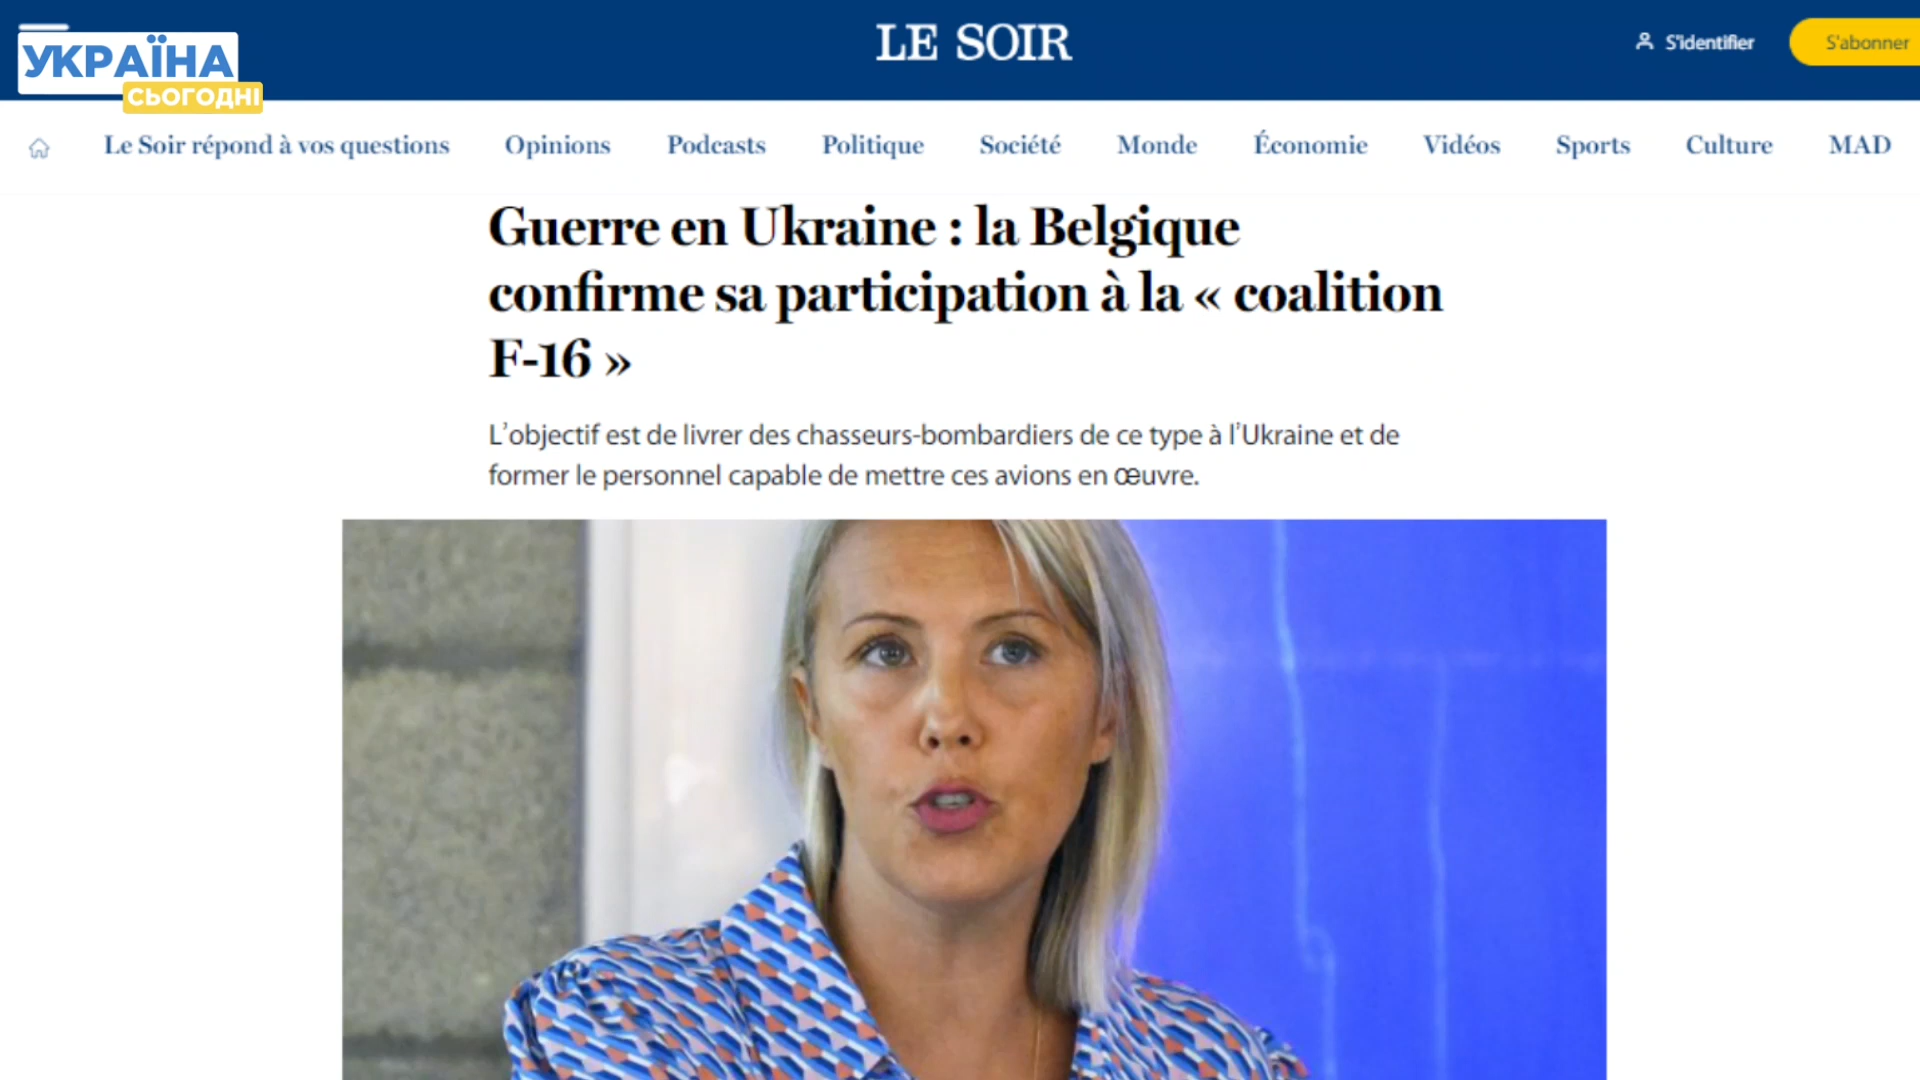 УКРАЇНА
СЬОГОДНІ
LE SOIR
S'identifier
S'abonner
Le Soir répond à vos questions Opinions Podcasts Politique Société Monde Économie Vidéos Sports Culture MAD
Guerre en Ukraine : la Belgique
confirme sa participation à la « coalition
F-16 »
L’objectif est de livrer des chasseurs-bombardiers de ce type à l’Ukraine et de
former le personnel capable de mettre ces avions en œuvre.